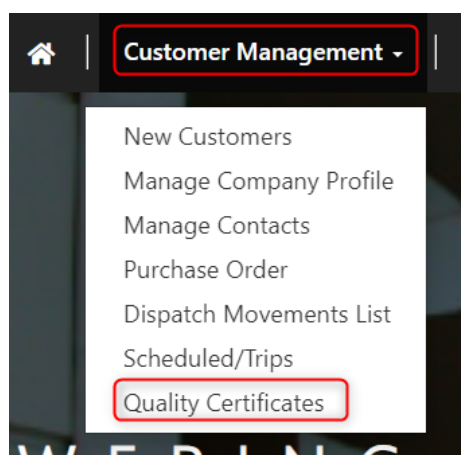 Customer Management
New Customers
Manage Company Profile
Manage Contacts
Purchase Order
Dispatch Movements List
Scheduled/Trips
Quality Certificates